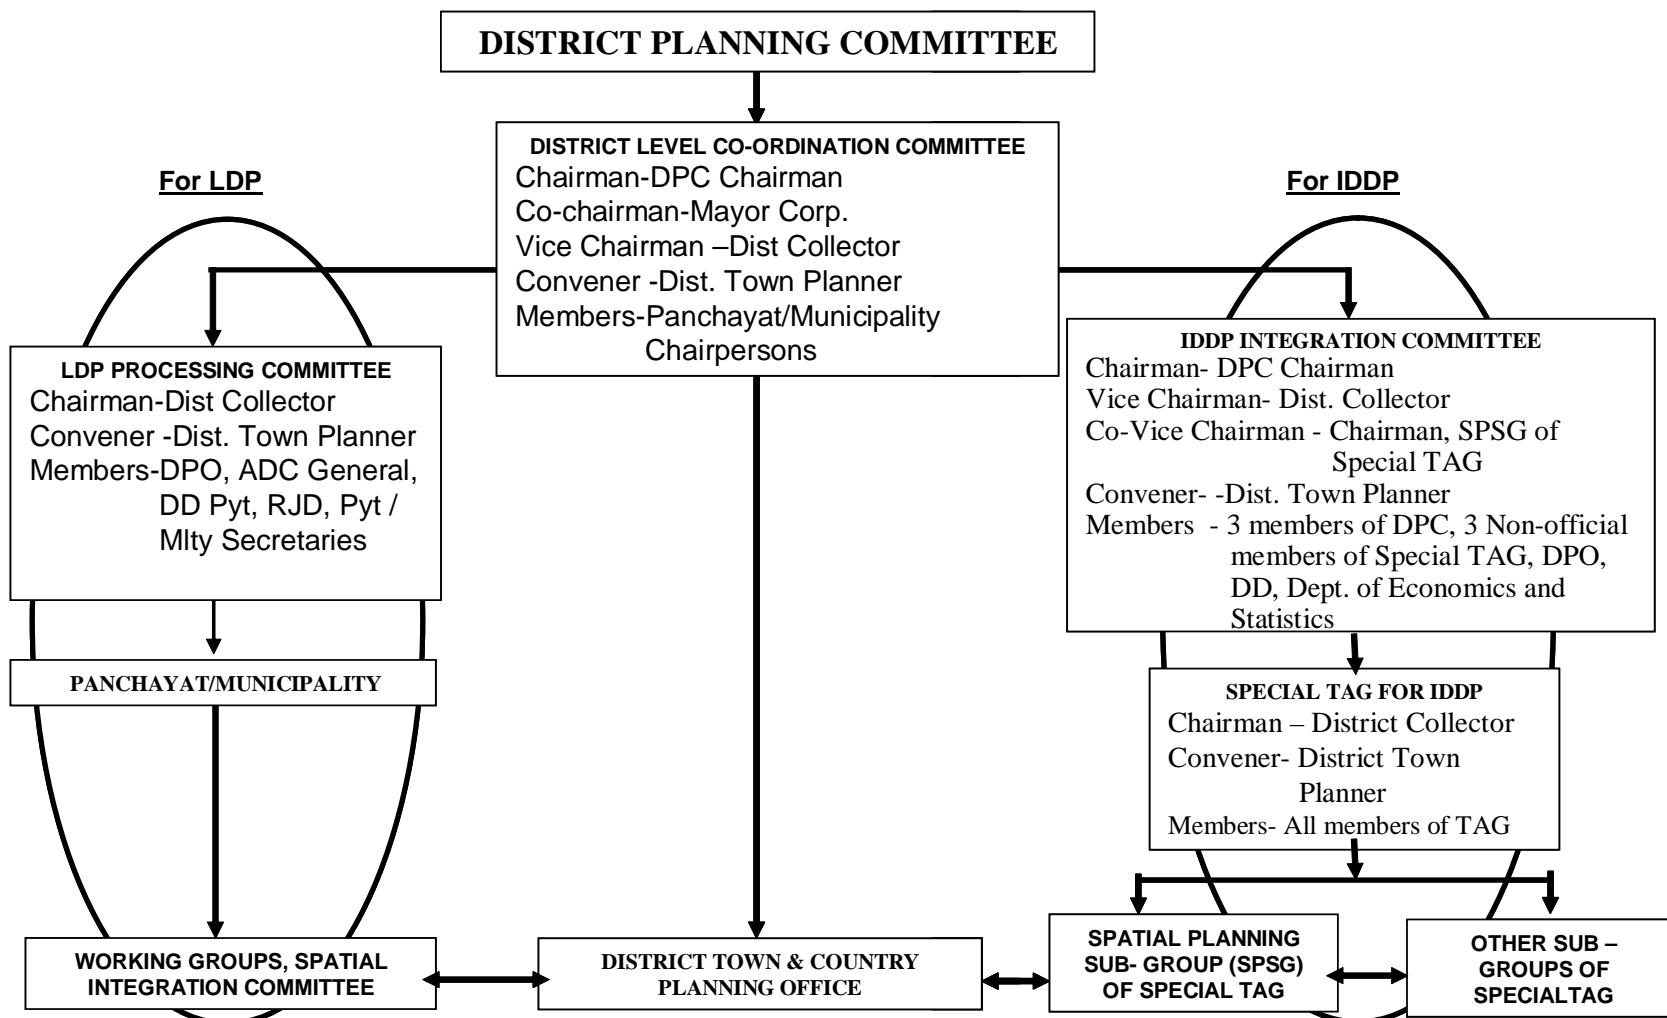 DISTRICT PLANNING COMMITTEE
DISTRICT LEVEL CO-ORDINATION COMMITTEE
Chairman-DPC Chairman
Co-chairman-Mayor Corp.
Vice Chairman –Dist Collector
Convener -Dist. Town Planner
Members-Panchayat/Municipality
Chairpersons
For LDP
LDP PROCESSING COMMITTEE
Chairman-Dist Collector
Convener -Dist. Town Planner
Members-DPO, ADC General,
DD Pyt, RJD, Pyt /
Mlty Secretaries
PANCHAYAT/MUNICIPALITY
WORKING GROUPS, SPATIAL
INTEGRATION COMMITTEE
DISTRICT TOWN & COUNTRY
PLANNING OFFICE
For IDDP
IDDP INTEGRATION COMMITTEE
Chairman- DPC Chairman
Vice Chairman- Dist. Collector
Co-Vice Chairman - Chairman, SPSG of
Special TAG
Convener- -Dist. Town Planner
Members - 3 members of DPC, 3 Non-official
members of Special TAG, DPO,
DD, Dept. of Economics and
Statistics
SPECIAL TAG FOR IDDP
Chairman – District Collector
Convener- District Town
Planner
Members- All members of TAG
SPATIAL PLANNING
SUB- GROUP (SPSG)
OF SPECIAL TAG
OTHER SUB –
GROUPS OF
SPECIALTAG